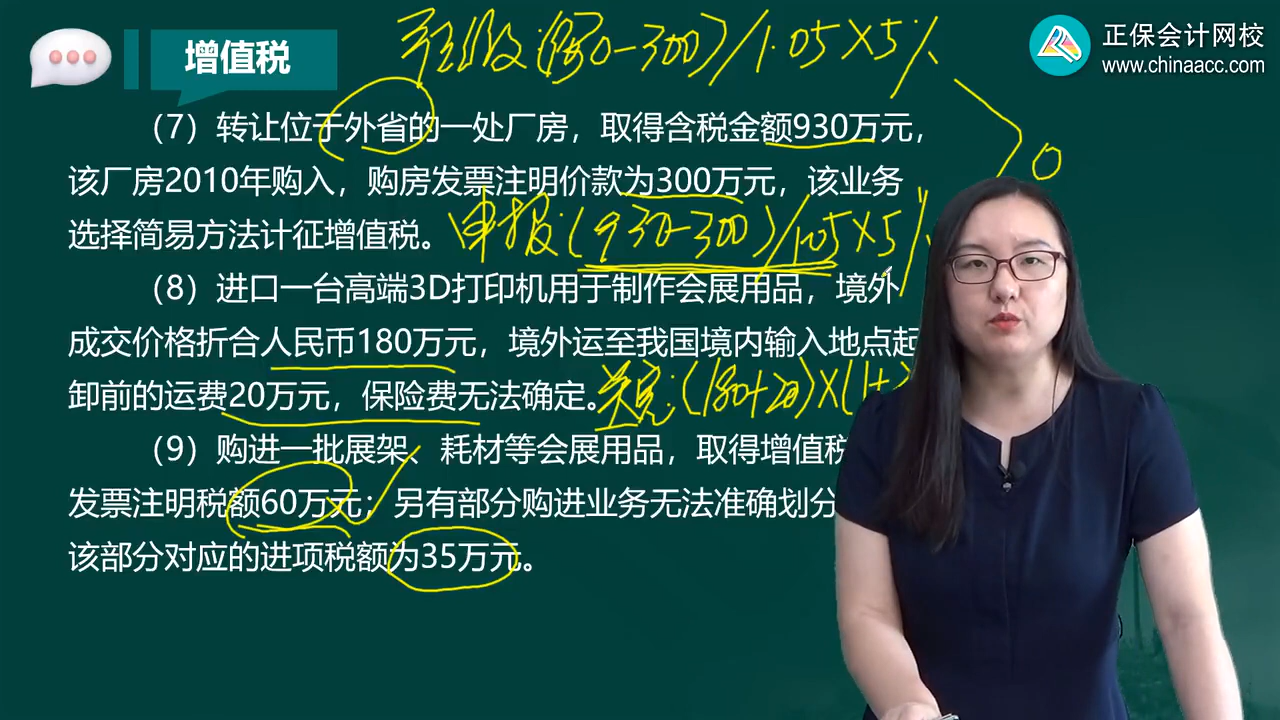 增值税
正保会计网校
www.chinaacc.com
预缴:(930-300)/1.05×5%
0
（7）转让位于外省的一处厂房，取得含税金额930万元，
该厂房2010年购入，购房发票注明价款为300万元，该业务
选择简易方法计征增值税。
申报:(930-300)/1.05×5%
（8）进口一台高端3D打印机用于制作会展用品，境外
成交价格折合人民币180万元，境外运至我国境内输入地点起
卸前的运费20万元，保险费无法确定。
关完:(180+20)×(1+
（9）购进一批展架、耗材等会展用品，取得增值税
发票注明税额60万元；另有部分购进业务无法准确划分
该部分对应的进项税额为35万元。